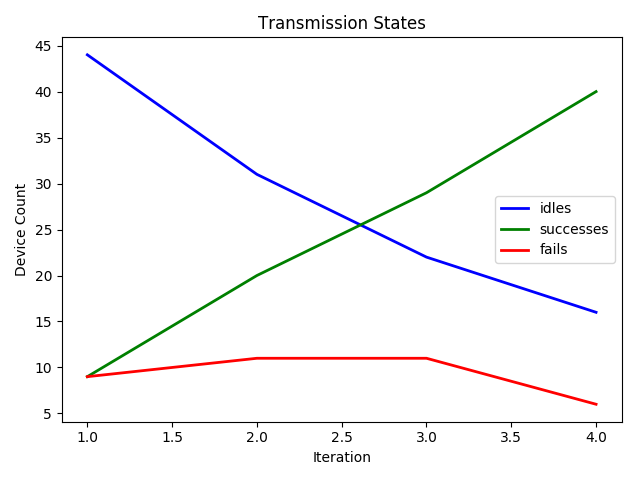 Transmission States
45
40
35
30
25
20
15
10
5
Device Count
idles
successes
fails
1.0 1.5 2.0 2.5 3.0 3.5 4.0
Iteration